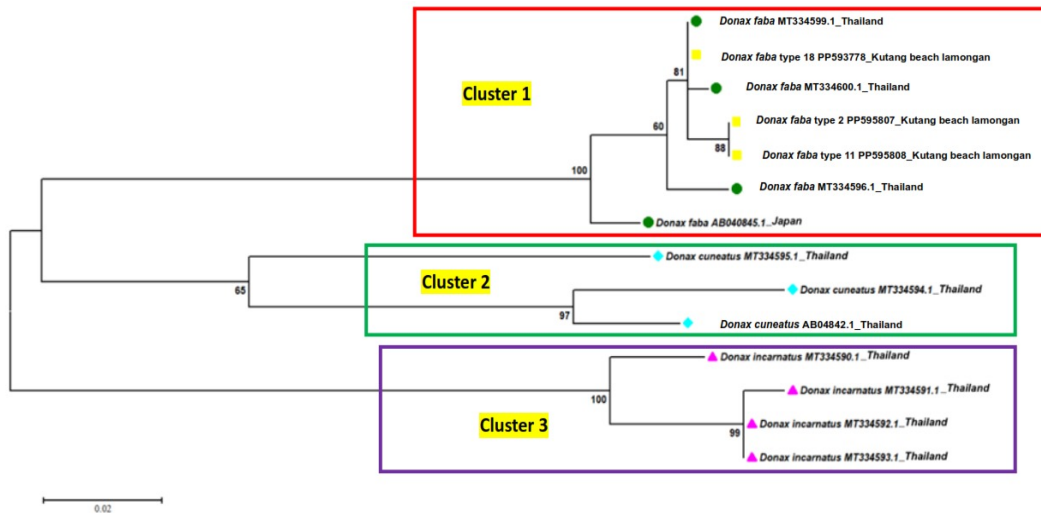 Donax faba MT334599.1_Thailand
Donax faba type 18 PP593778_Kutang beach lamongan
81
Cluster 1
Donax faba MT334600.1_Thailand
Donax faba type 2 PP595807_Kutang beach lamongan
60
88
Donax faba type 11 PP595808_Kutang beach lamongan
100
Donax faba MT334596.1_Thailand
Donax faba AB040845.1_Japan
Donax cuneatus MT334595.1_Thailand
Cluster 2
65
Donax cuneatus MT334594.1_Thailand
97
Donax cuneatus AB04842.1_Thailand
Donax incarnatus MT334590.1_Thailand
100
Donax incarnatus MT334591.1_Thailand
Cluster 3
Donax incarnatus MT334592.1_Thailand
99
Donax incarnatus MT334593.1_Thailand
0.02